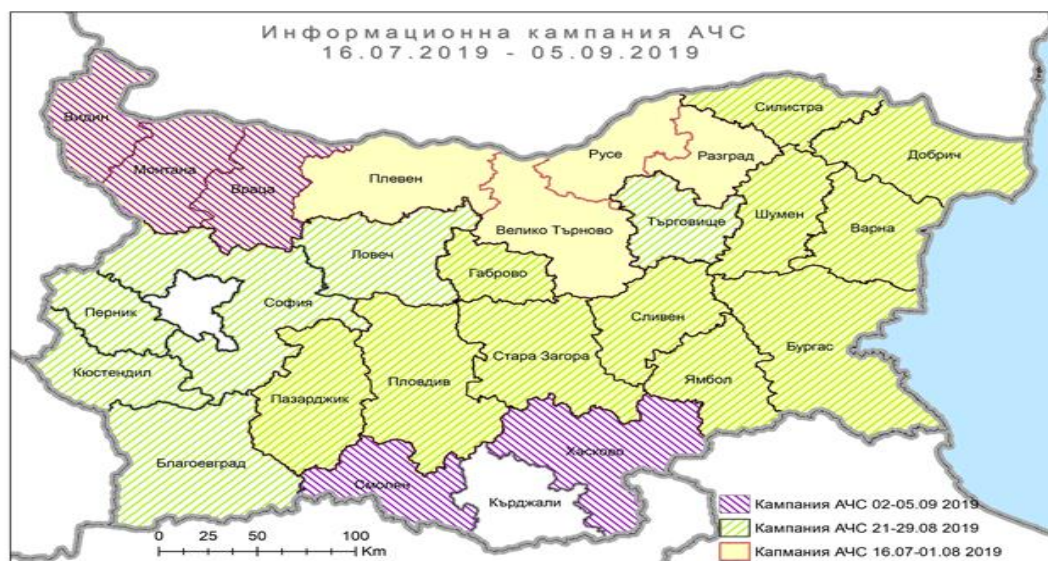 Информационна кампания АЧС
16.07.2019 - 05.09.2019
Видин
Монтана
Враца
Плевен
Русе
Разград
Силистра
Добрич
Велико Търново
Търговище
Шумен
Варна
Ловеч
Габрово
София
Перник
Кюстендил
Сливен
Бургас
Стара Загора
Ямбол
Пловдив
Пазарджик
Благоевград
Смолян
Хасково
Кърджали
Кампания АЧС 02-05.09 2019
Кампания АЧС 21-29.08 2019
Капмания АЧС 16.07-01.08 2019
0 50 100
Km